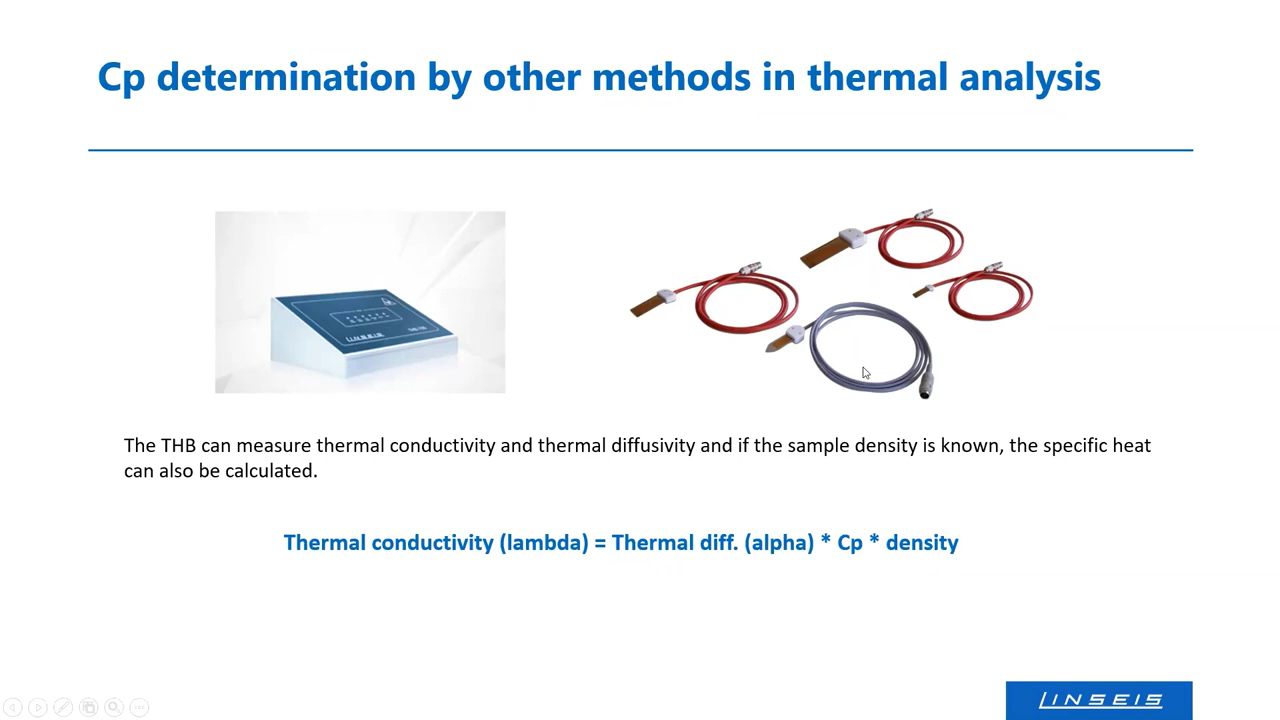 Cp determination by other methods in thermal analysis
LINSEIS
The THB can measure thermal conductivity and thermal diffusivity and if the sample density is known, the specific heat
can also be calculated.
Thermal conductivity (lambda) = Thermal diff. (alpha) * Cp * density
LINSEIS